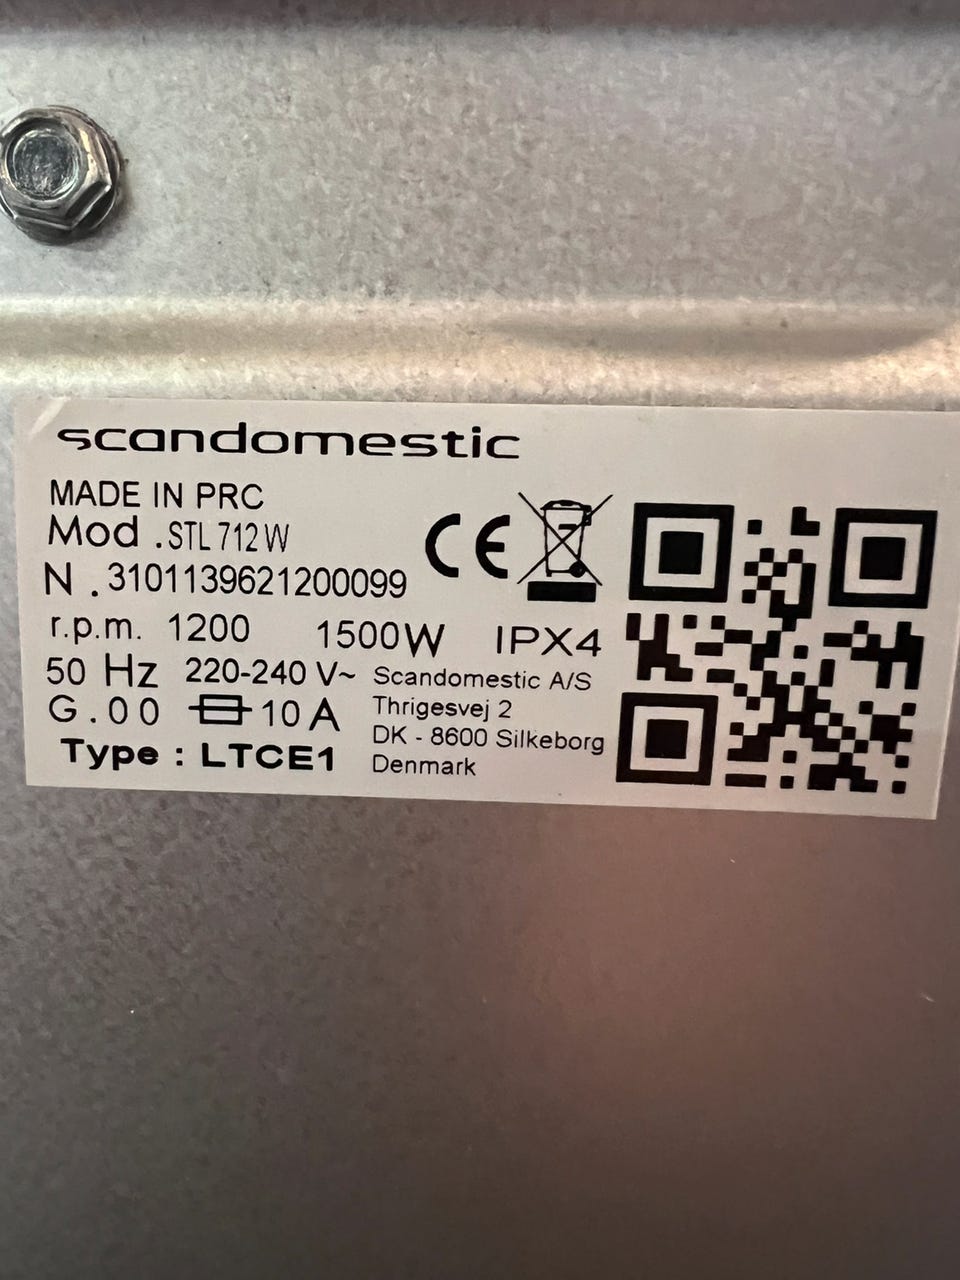 scandomestic
MADE IN PRC
Mod .STL 712 W
N . 3101139621200099
CE
r.p.m. 1200 1500W IPX4
50 Hz 220-240 V~
G.00 10 A
Type : LTCE1
Scandomestic A/S
Thrigesvej 2
DK - 8600 Silkeborg
Denmark